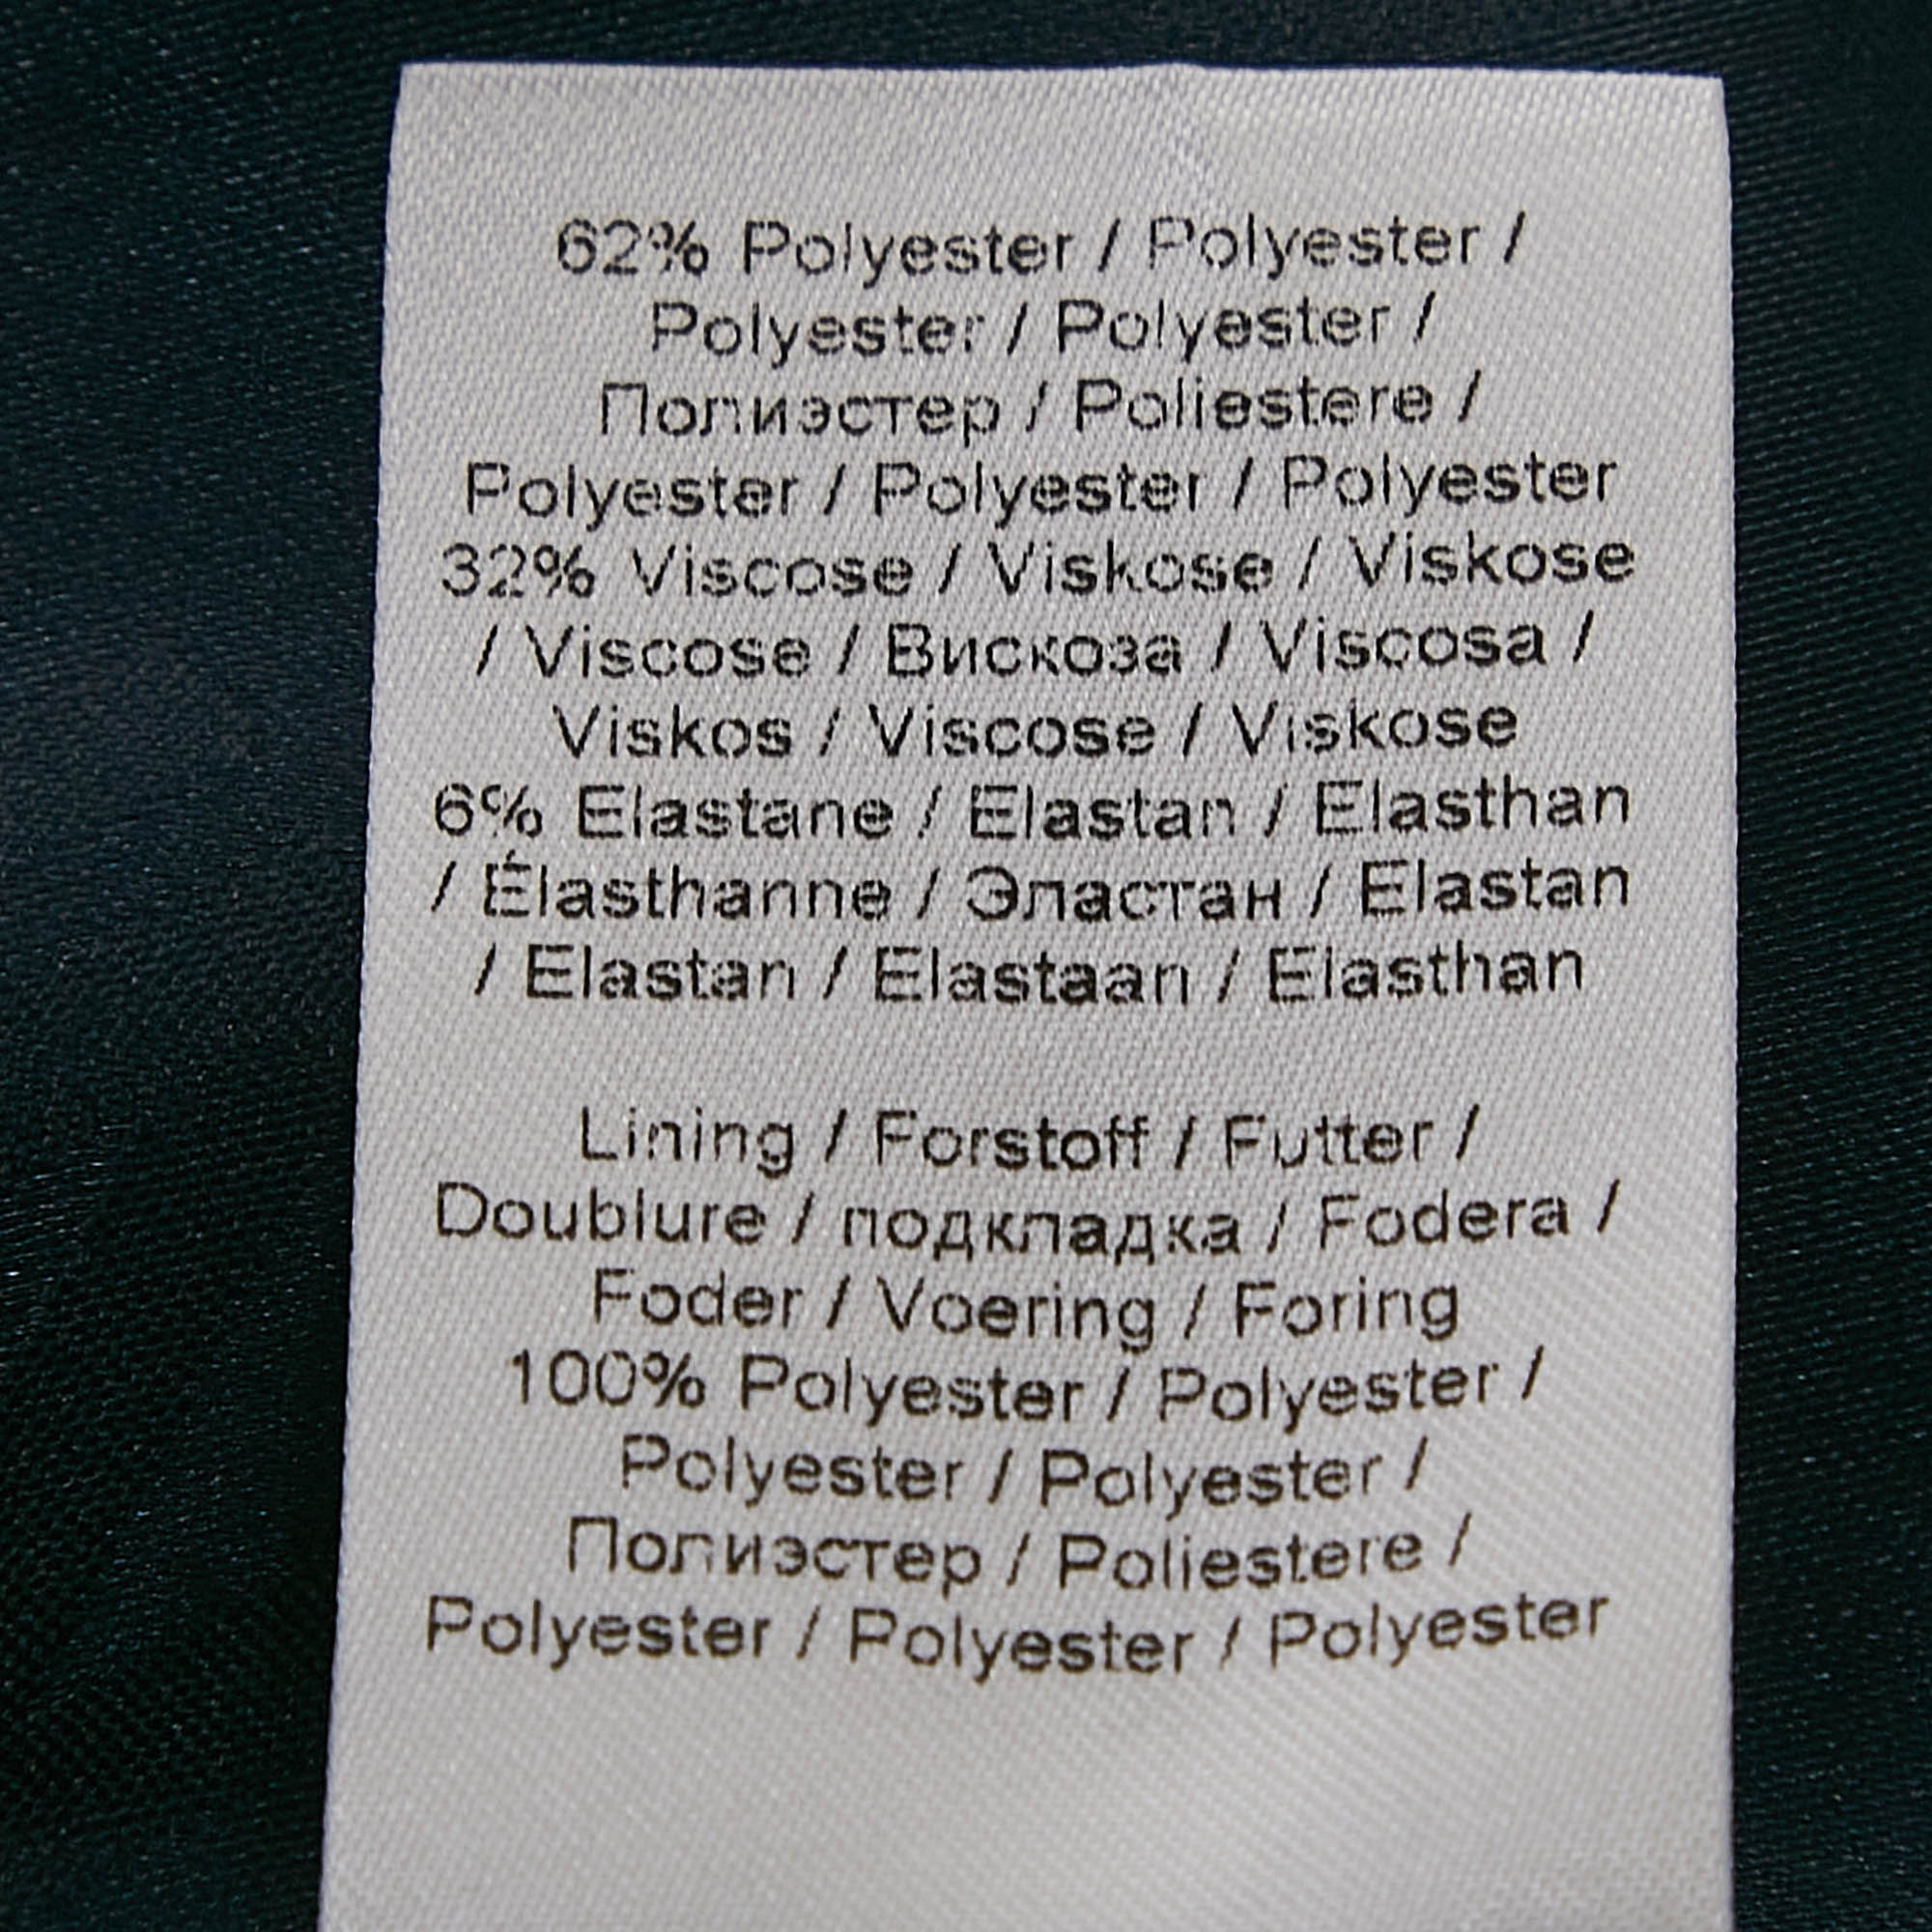 62% Polyester / Polyester /
Polyester / Polyester /
Полиэстер / Poliestere /
Polyester / Polyester / Polyester
32% Viscose / Viskose / Viskose
/ Viscose / Вискоза / Viscosa /
Viskos / Viscose / Viskose
6% Elastane / Elastan / Elasthan
/ Élasthanne / Эластан / Elastan
/ Elastan / Elastaan / Elasthan
Lining / Forstoff / Futter /
Doublure / подкладка / Fodera /
Foder / Voering / Foring
100% Polyester / Polyester /
Polyester / Polyester /
Полиэстер / Poliestere /
Polyester / Polyester / Polyester